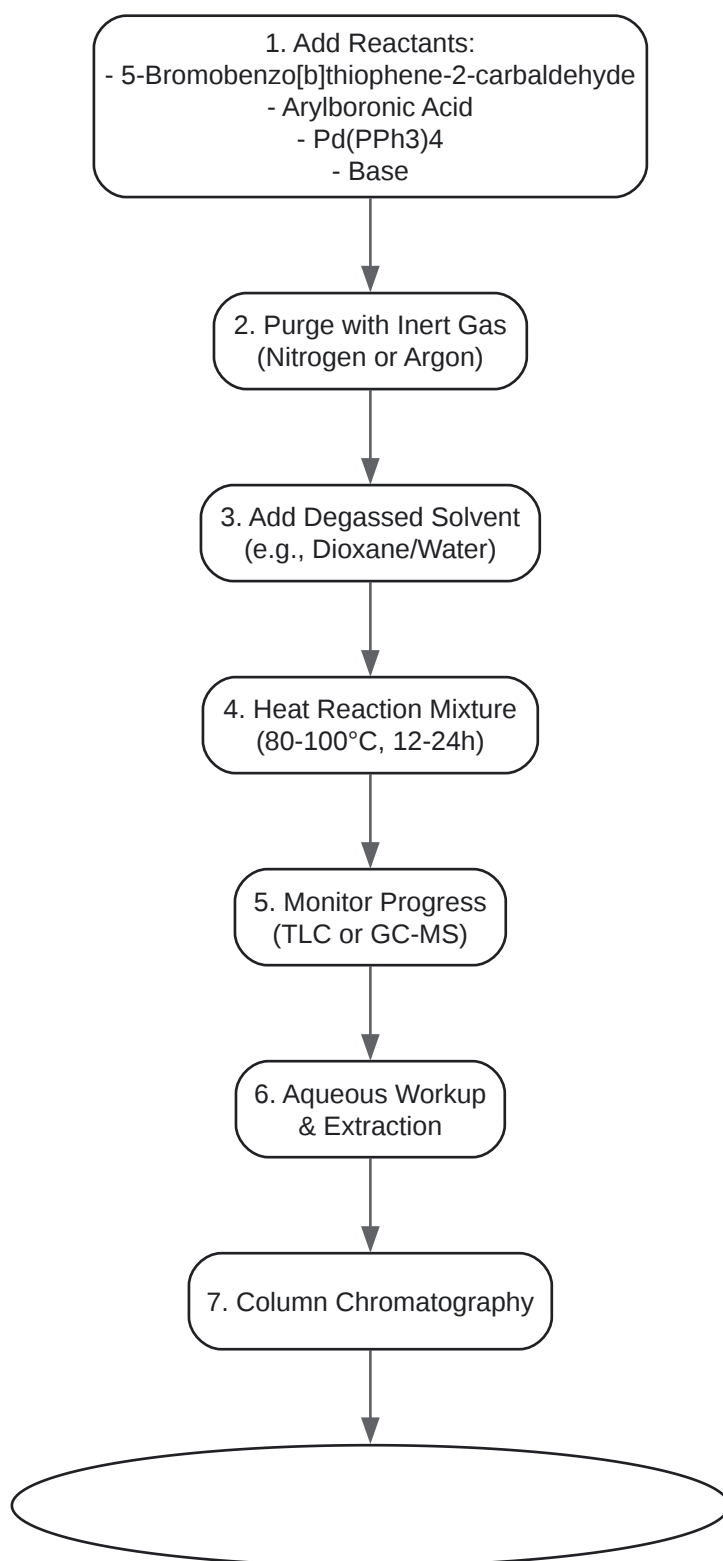 1. Add Reactants:
- 5-Bromobenzo[b]thiophene-2-carbaldehyde
- Arylboronic Acid
- Pd(PPh3)4
- Base
2. Purge with Inert Gas
(Nitrogen or Argon)
3. Add Degassed Solvent
(e.g., Dioxane/Water)
4. Heat Reaction Mixture
(80-100°C, 12-24h)
5. Monitor Progress
(TLC or GC-MS)
6. Aqueous Workup
& Extraction
7. Column Chromatography